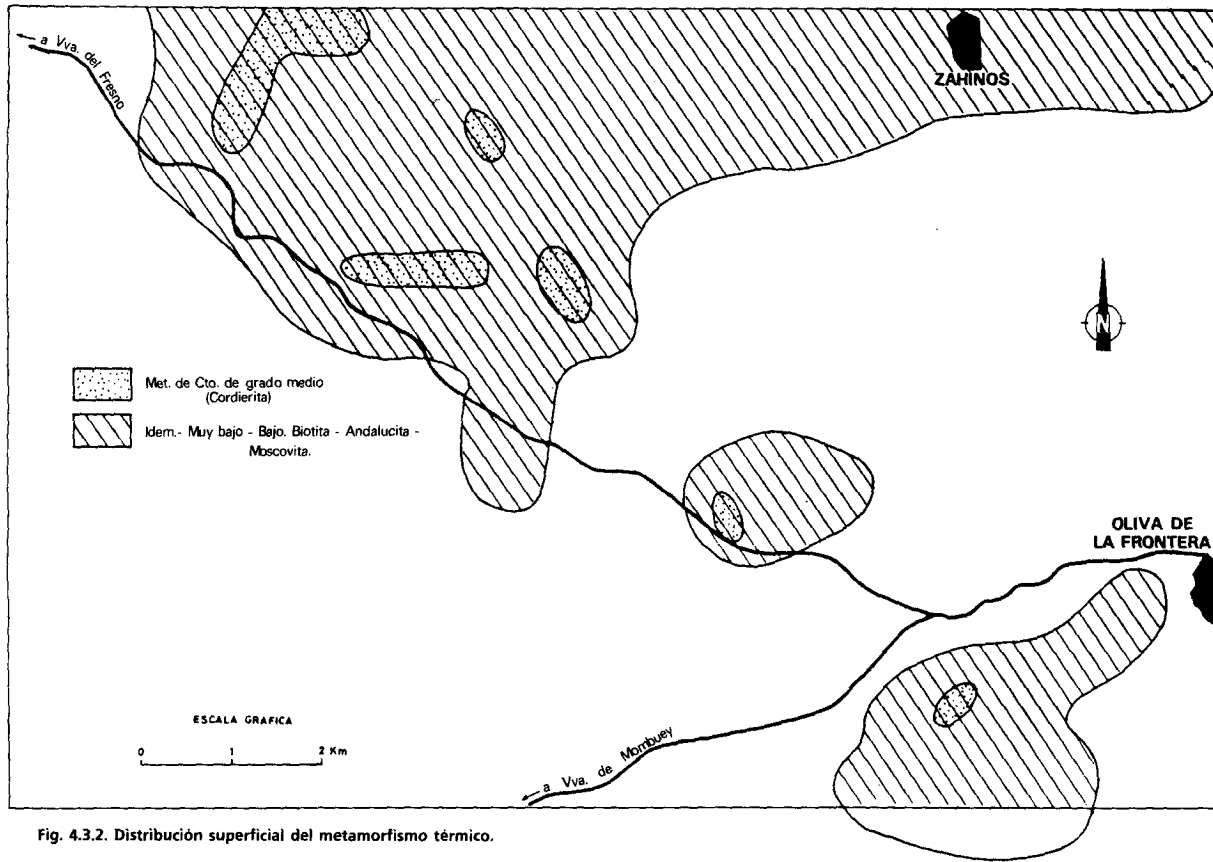 ← a Vva. del Fresno
ZAHINOS
N
Met. de Cto. de grado medio
(Cordierita)
Idem.- Muy bajo - Bajo. Biotita - Andalucita -
Moscovita.
OLIVA DE
LA FRONTERA
ESCALA GRAFICA
0 1 2 Km
← a Vva. de Mombuey
Fig. 4.3.2. Distribución superficial del metamorfismo térmico.